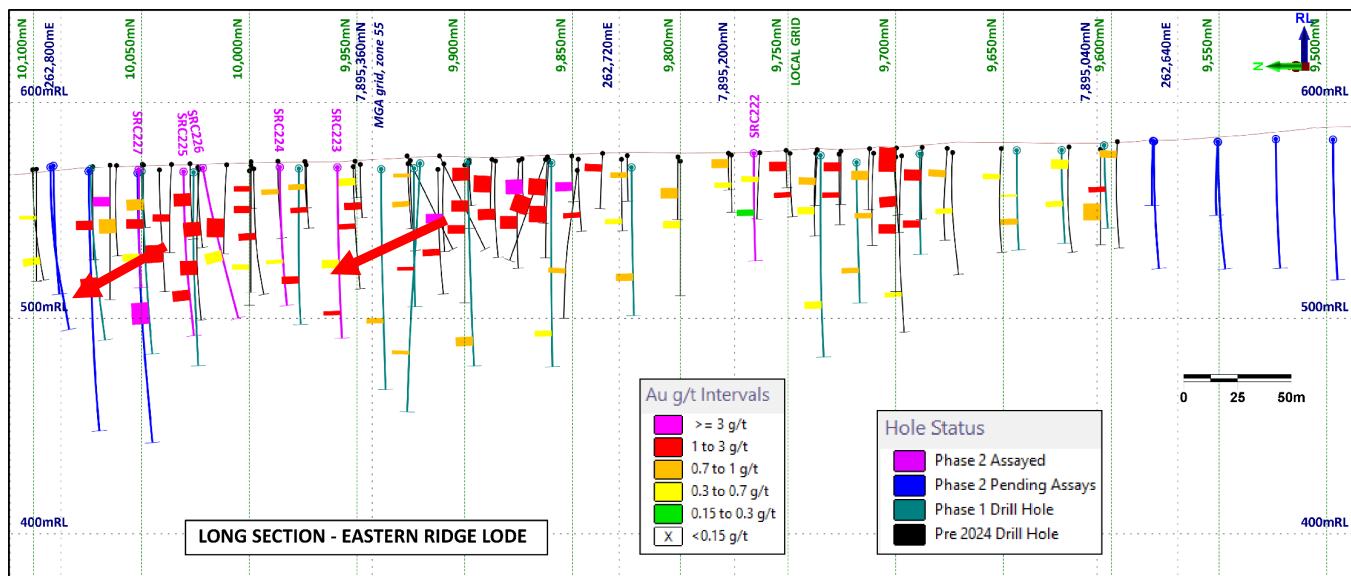 10,100mN
262,800mE
10,050mN
10,000mN
9,950mN
7,895,360mN
MGA grid, zone 55
9,900mN
9,850mN
262,720mE
9,800mN
7,895,200mN
9,750mN
LOCAL GRID
9,700mN
9,650mN
7,895,040mN
9,600mN
262,640mE
9,550mN
9,500mN
RL
N
600mRL
600mRL
SRC227
SRC225
SRC226
SRC224
SRC223
SRC222
500mRL
500mRL
400mRL
400mRL
0 25 50m
Au g/t Intervals
>= 3 g/t
1 to 3 g/t
0.7 to 1 g/t
0.3 to 0.7 g/t
0.15 to 0.3 g/t
X <0.15 g/t
Hole Status
Phase 2 Assayed
Phase 2 Pending Assays
Phase 1 Drill Hole
Pre 2024 Drill Hole
LONG SECTION - EASTERN RIDGE LODE